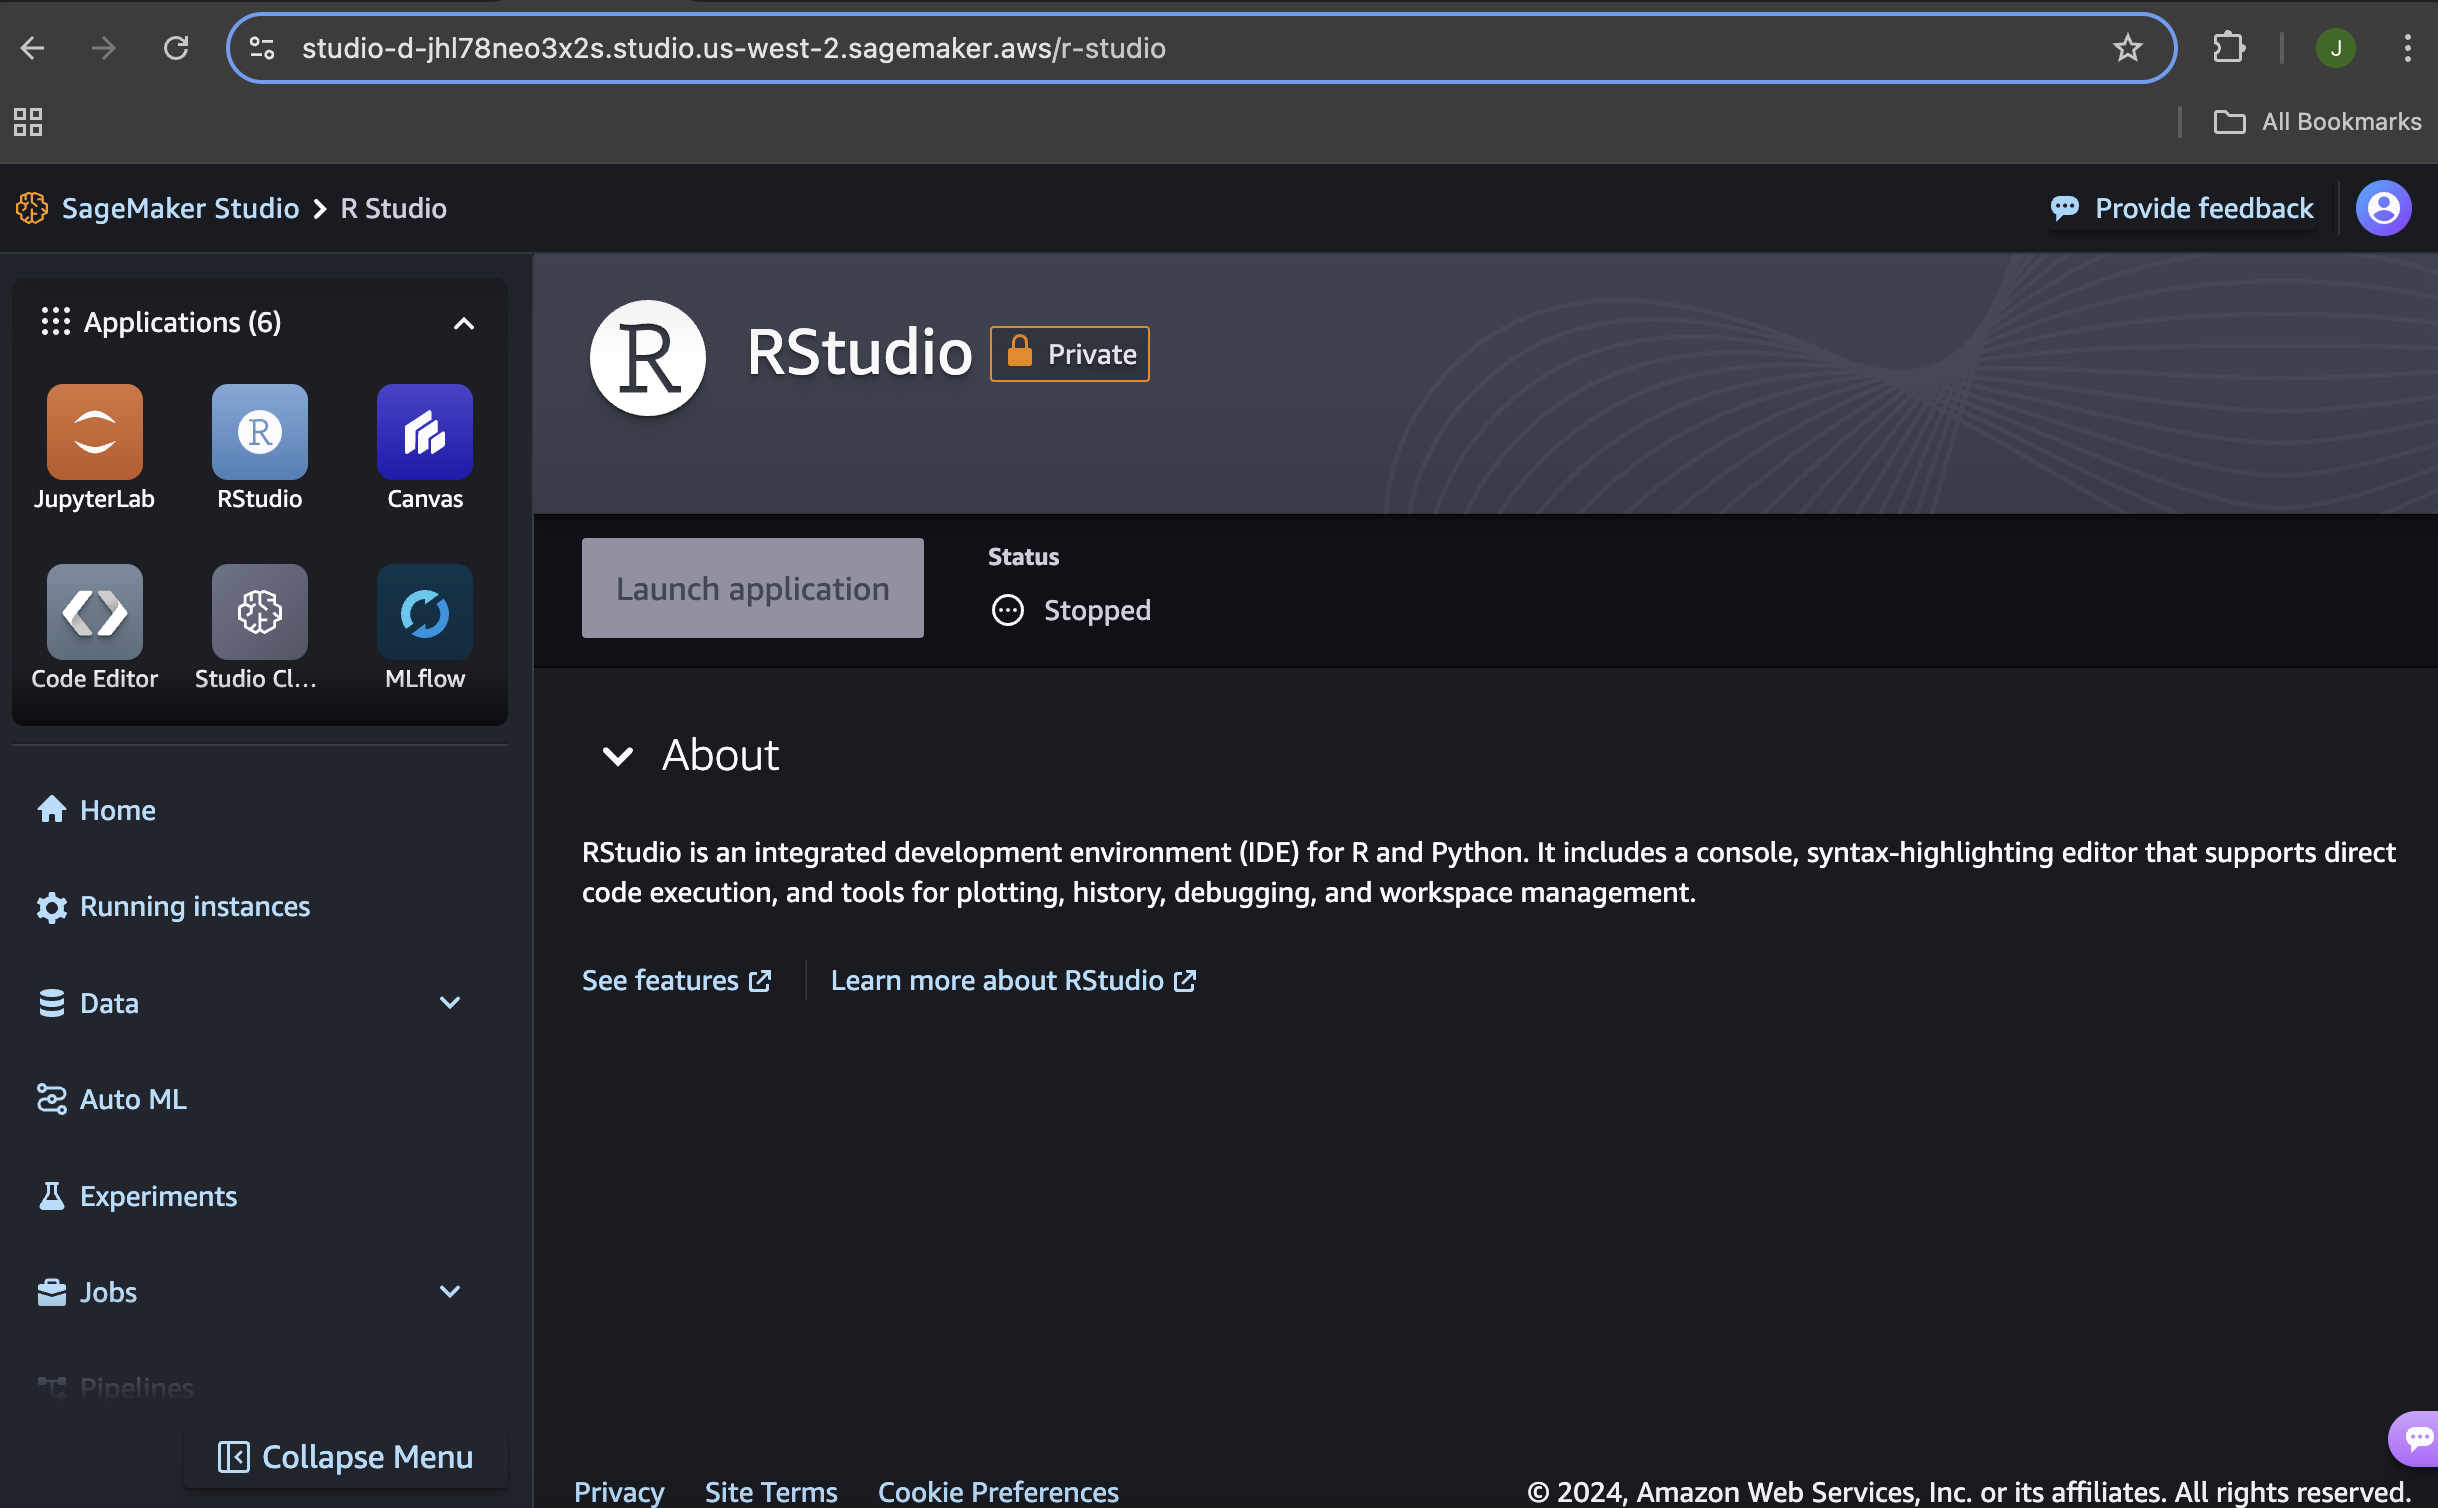 studio-d-jhl78neo3x2s.studio.us-west-2.sagemaker.aws/r-studio
J
All Bookmarks
SageMaker Studio
R Studio
Provide feedback
Applications (6)
JupyterLab
RStudio
Canvas
Code Editor
Studio Cl...
MLflow
Home
Running instances
Data
Auto ML
Experiments
Jobs
Pipelines
Collapse Menu
R
RStudio
Private
Launch application
Status
Stopped
About
RStudio is an integrated development environment (IDE) for R and Python. It includes a console, syntax-highlighting editor that supports direct
code execution, and tools for plotting, history, debugging, and workspace management.
See features
Learn more about RStudio
Privacy
Site Terms
Cookie Preferences
© 2024, Amazon Web Services, Inc. or its affiliates. All rights reserved.